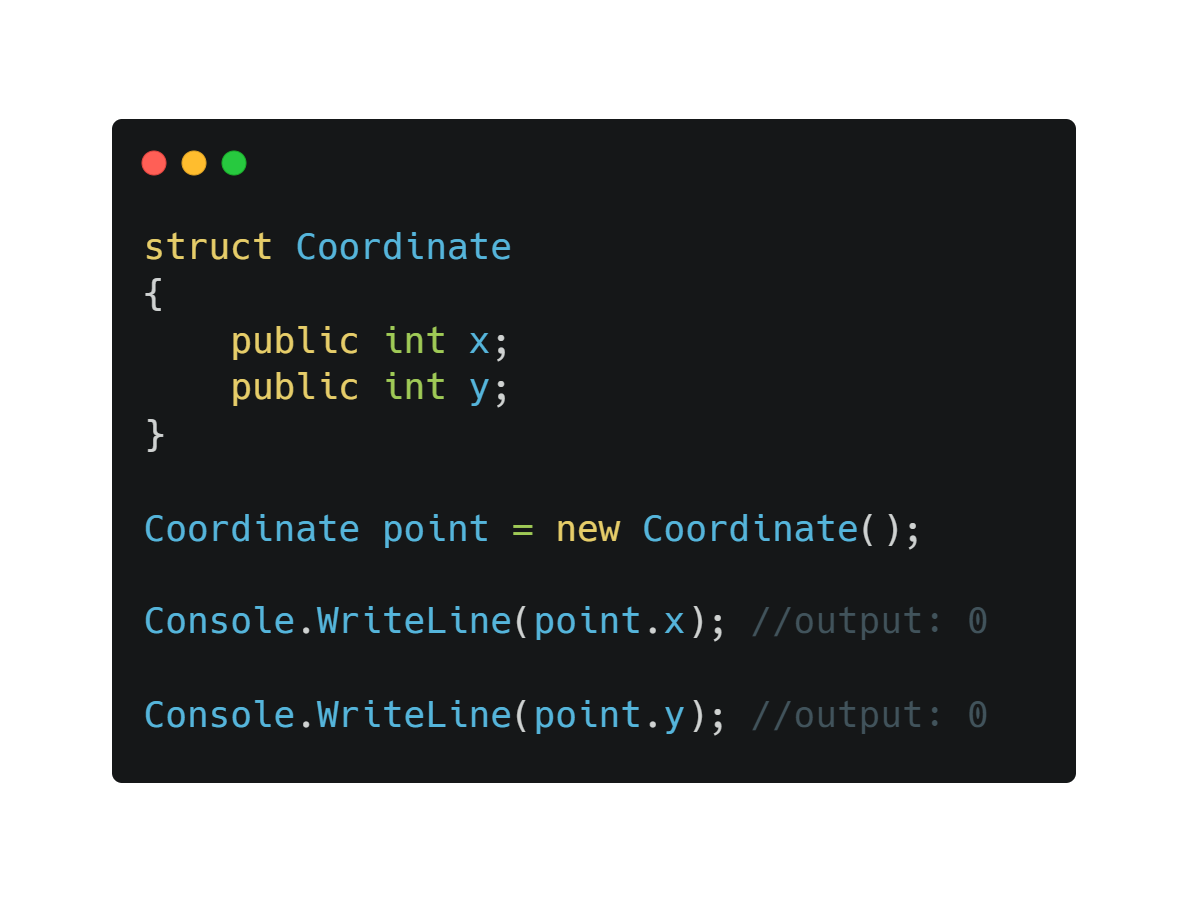 struct Coordinate
{
    public int x;
    public int y;
}
Coordinate point = new Coordinate();
Console.WriteLine(point.x); //output: 0
Console.WriteLine(point.y); //output: 0